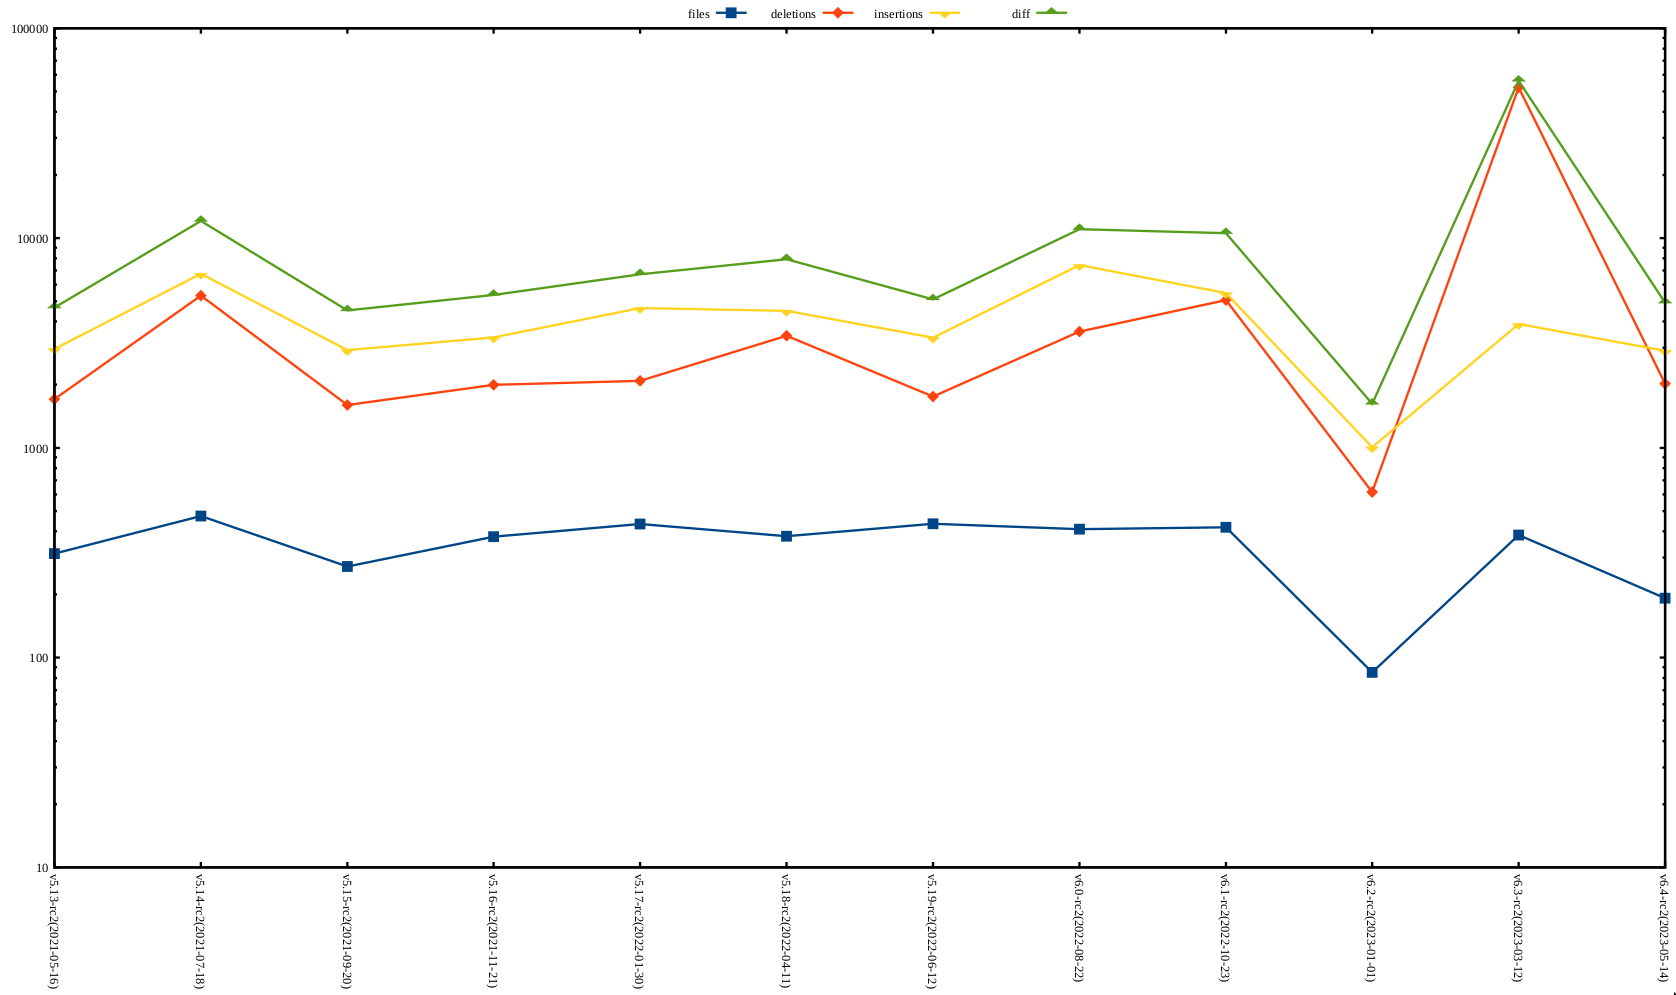 files deletions insertions diff
100000
10000
1000
100
10
v5.13-rc2(2021-05-16)
v5.14-rc2(2021-07-18)
v5.15-rc2(2021-09-20)
v5.16-rc2(2021-11-21)
v5.17-rc2(2022-01-30)
v5.18-rc2(2022-04-11)
v5.19-rc2(2022-06-12)
v6.0-rc2(2022-08-22)
v6.1-rc2(2022-10-23)
v6.2-rc2(2023-01-01)
v6.3-rc2(2023-03-12)
v6.4-rc2(2023-05-14)